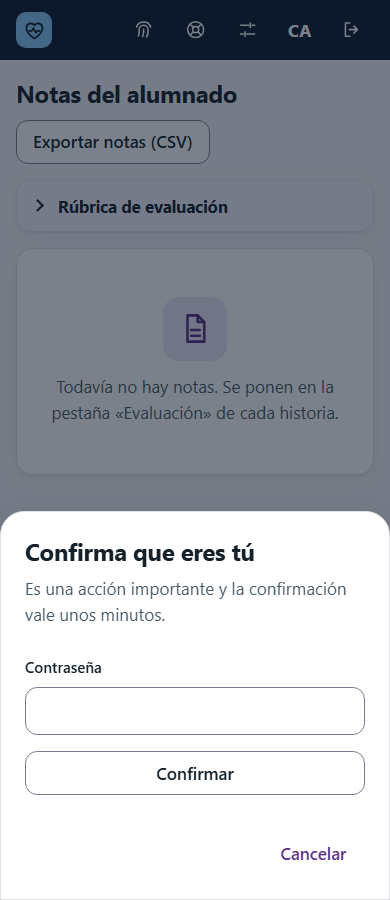 CA
Notas del alumnado
Exportar notas (CSV)
Rúbrica de evaluación
Todavía no hay notas. Se ponen en la
pestaña «Evaluación» de cada historia.
Confirma que eres tú
Es una acción importante y la confirmación
vale unos minutos.
Contraseña
Confirmar
Cancelar